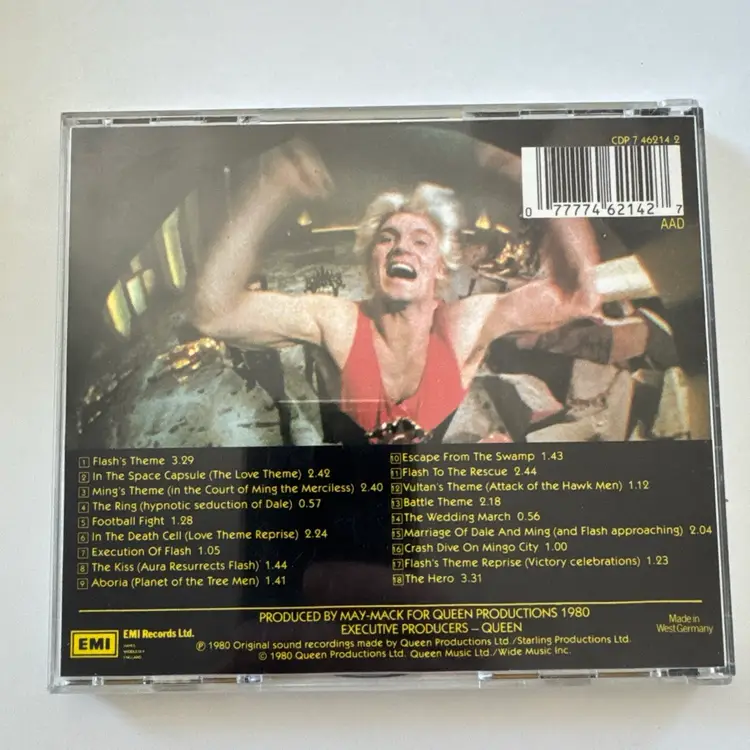 CDP 7 46214 2
0 77774 62142 7
AAD
1 Flash's Theme 3.29
2 In The Space Capsule (The Love Theme) 2.42
3 Ming's Theme (in the Court of Ming the Merciless) 2.40
4 The Ring (hypnotic seduction of Dale) 0.57
5 Football Fight 1.28
6 In The Death Cell (Love Theme Reprise) 2.24
7 Execution Of Flash 1.05
8 The Kiss (Aura Resurrects Flash) 1.44
9 Aboria (Planet of the Tree Men) 1.41
10 Escape From The Swamp 1.43
11 Flash To The Rescue 2.44
12 Vultan's Theme (Attack of the Hawk Men) 1.12
13 Battle Theme 2.18
14 The Wedding March 0.56
15 Marriage Of Dale And Ming (and Flash approaching) 2.04
16 Crash Dive On Mingo City 1.00
17 Flash's Theme Reprise (Victory celebrations) 1.23
18 The Hero 3.31
PRODUCED BY MAY-MACK FOR QUEEN PRODUCTIONS 1980
EXECUTIVE PRODUCERS – QUEEN
EMI
EMI Records Ltd.
℗ 1980 Original sound recordings made by Queen Productions Ltd./Starling Productions Ltd.
© 1980 Queen Productions Ltd. Queen Music Ltd./Wide Music Inc.
Made in
West Germany